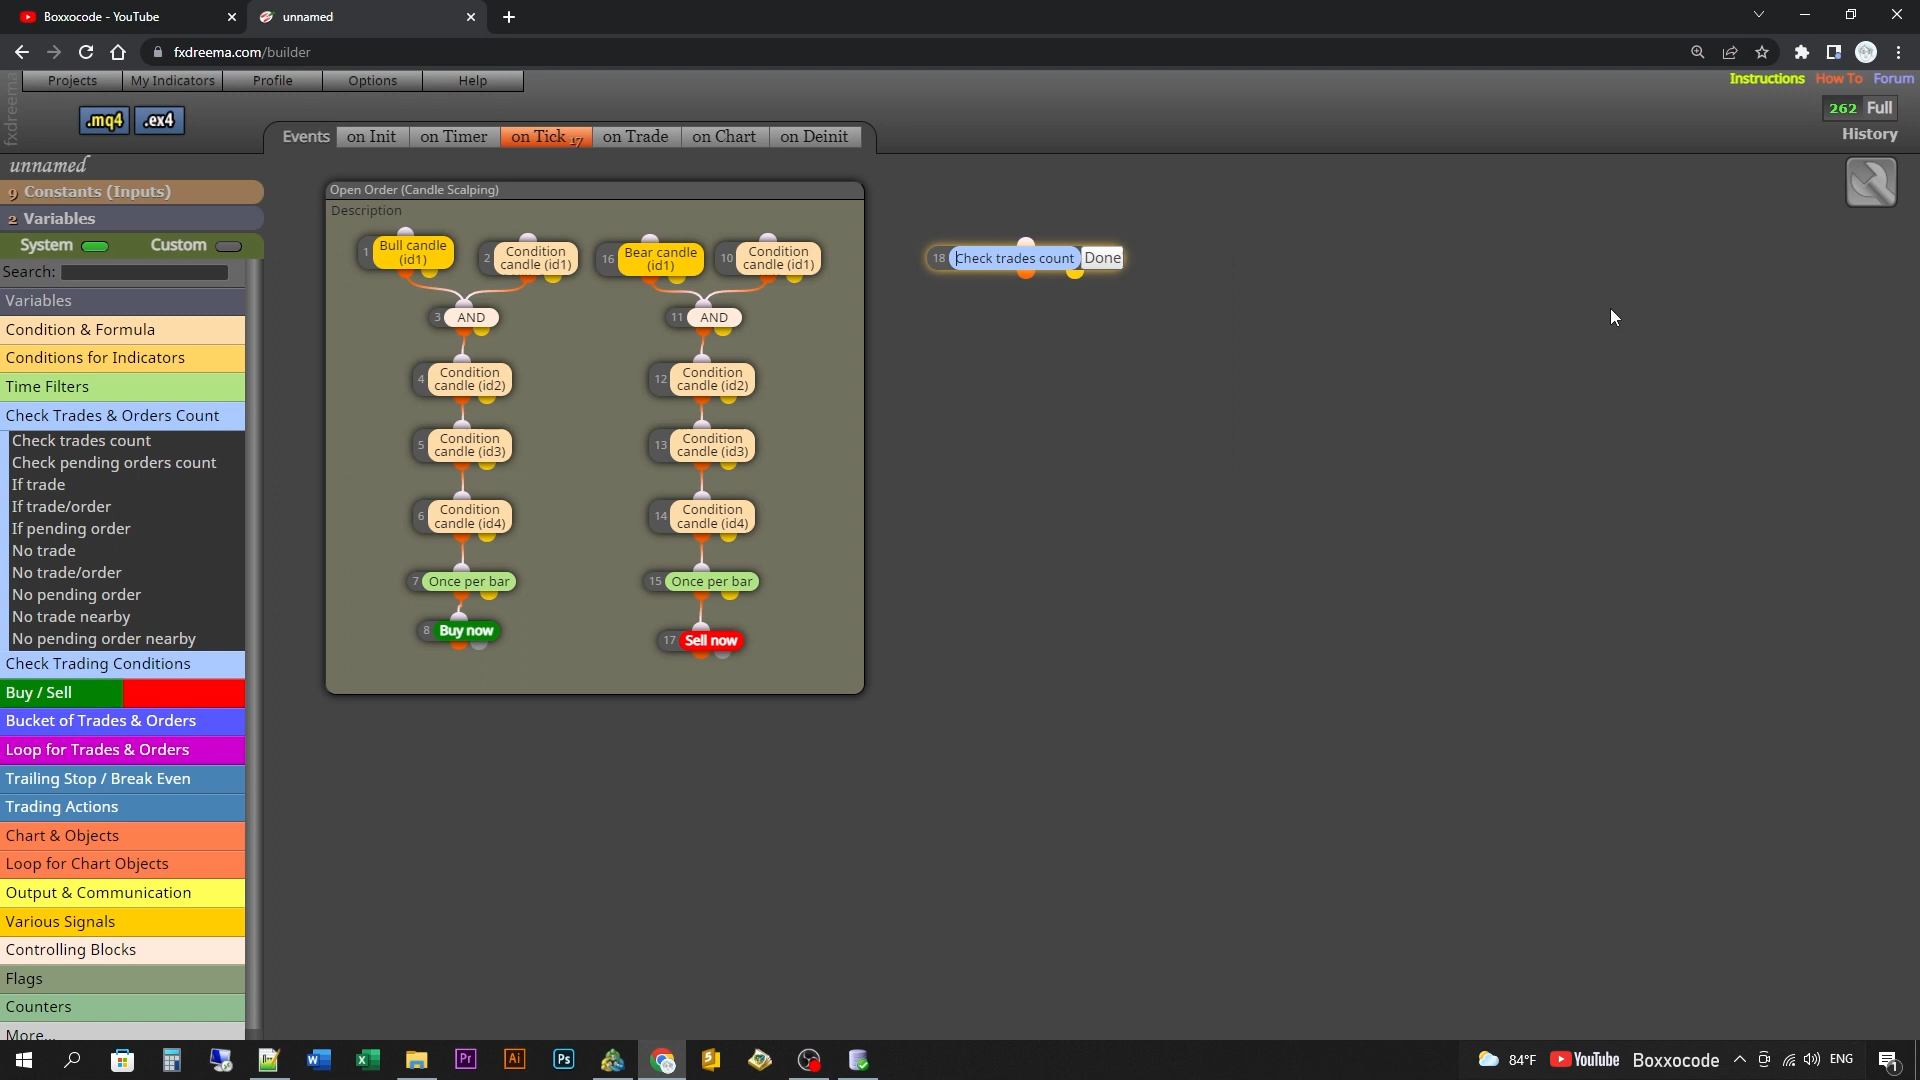 Boxxocode - YouTube
unnamed
fxdreema.com/builder
Projects
My Indicators
Profile
Options
Help
Instructions
How To
Forum
fxdreema
.mq4
.ex4
262 Full
History
Events
on Init
on Timer
on Tick 17
on Trade
on Chart
on Deinit
unnamed
9 Constants (Inputs)
2 Variables
System
Custom
Search:
Variables
Condition & Formula
Conditions for Indicators
Time Filters
Check Trades & Orders Count
Check trades count
Check pending orders count
If trade
If trade/order
If pending order
No trade
No trade/order
No pending order
No trade nearby
No pending order nearby
Check Trading Conditions
Buy / Sell
Bucket of Trades & Orders
Loop for Trades & Orders
Trailing Stop / Break Even
Trading Actions
Chart & Objects
Loop for Chart Objects
Output & Communication
Various Signals
Controlling Blocks
Flags
Counters
More...
Open Order (Candle Scalping)
Description
1 Bull candle
(id1)
2 Condition
candle (id1)
16 Bear candle
(id1)
10 Condition
candle (id1)
3 AND
11 AND
4 Condition
candle (id2)
12 Condition
candle (id2)
5 Condition
candle (id3)
13 Condition
candle (id3)
6 Condition
candle (id4)
14 Condition
candle (id4)
7 Once per bar
15 Once per bar
8 Buy now
17 Sell now
18 Check trades count Done
Pr
Ai
Ps
84°F
YouTube
Boxxocode
ENG
1